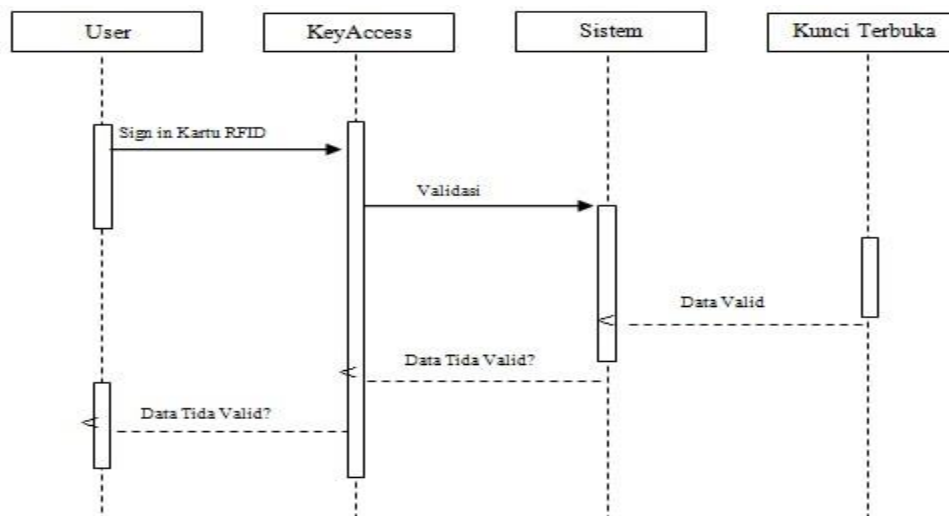 User
KeyAccess
Sistem
Kunci Terbuka
Sign in Kartu RFID
Validasi
Data Valid
Data Tida Valid?
Data Tida Valid?